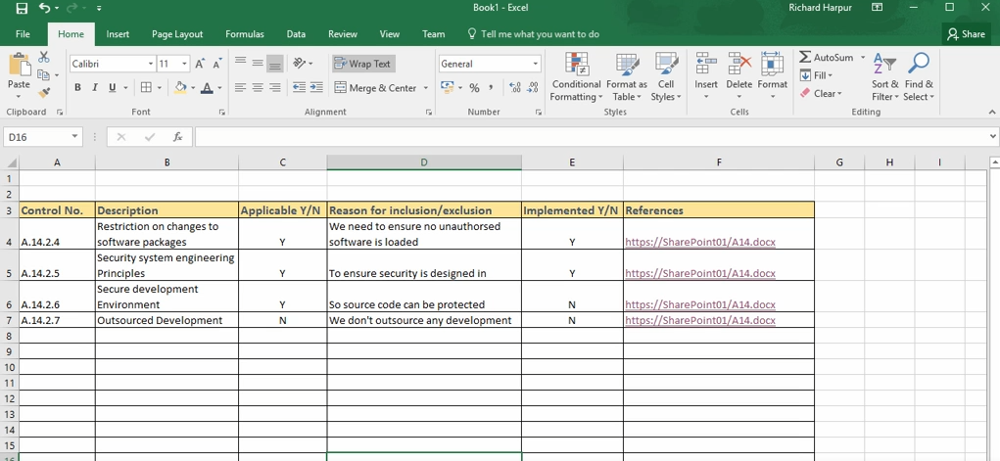 Book1 - Excel
Richard Harpur
File Home Insert Page Layout Formulas Data Review View Team Tell me what you want to do
Share
Paste
Calibri 11 A A
B I U A
Wrap Text
Merge & Center
General
% , .0 .00
.00 .0
Conditional Formatting
Format as Table
Cell Styles
Insert Delete Format
AutoSum
Fill
Clear
Sort & Filter
Find & Select
Clipboard Font Alignment Number Styles Cells Editing
D16 fx
A B C D E F G H I
1
2
3 Control No. Description Applicable Y/N Reason for inclusion/exclusion Implemented Y/N References
Restriction on changes to We need to ensure no unauthorsed
4 A.14.2.4 software packages Y software is loaded Y https://SharePoint01/A14.docx
Security system engineering
5 A.14.2.5 Principles Y To ensure security is designed in Y https://SharePoint01/A14.docx
Secure development
6 A.14.2.6 Environment Y So source code can be protected N https://SharePoint01/A14.docx
7 A.14.2.7 Outsourced Development N We don't outsource any development N https://SharePoint01/A14.docx
8
9
10
11
12
13
14
15
16